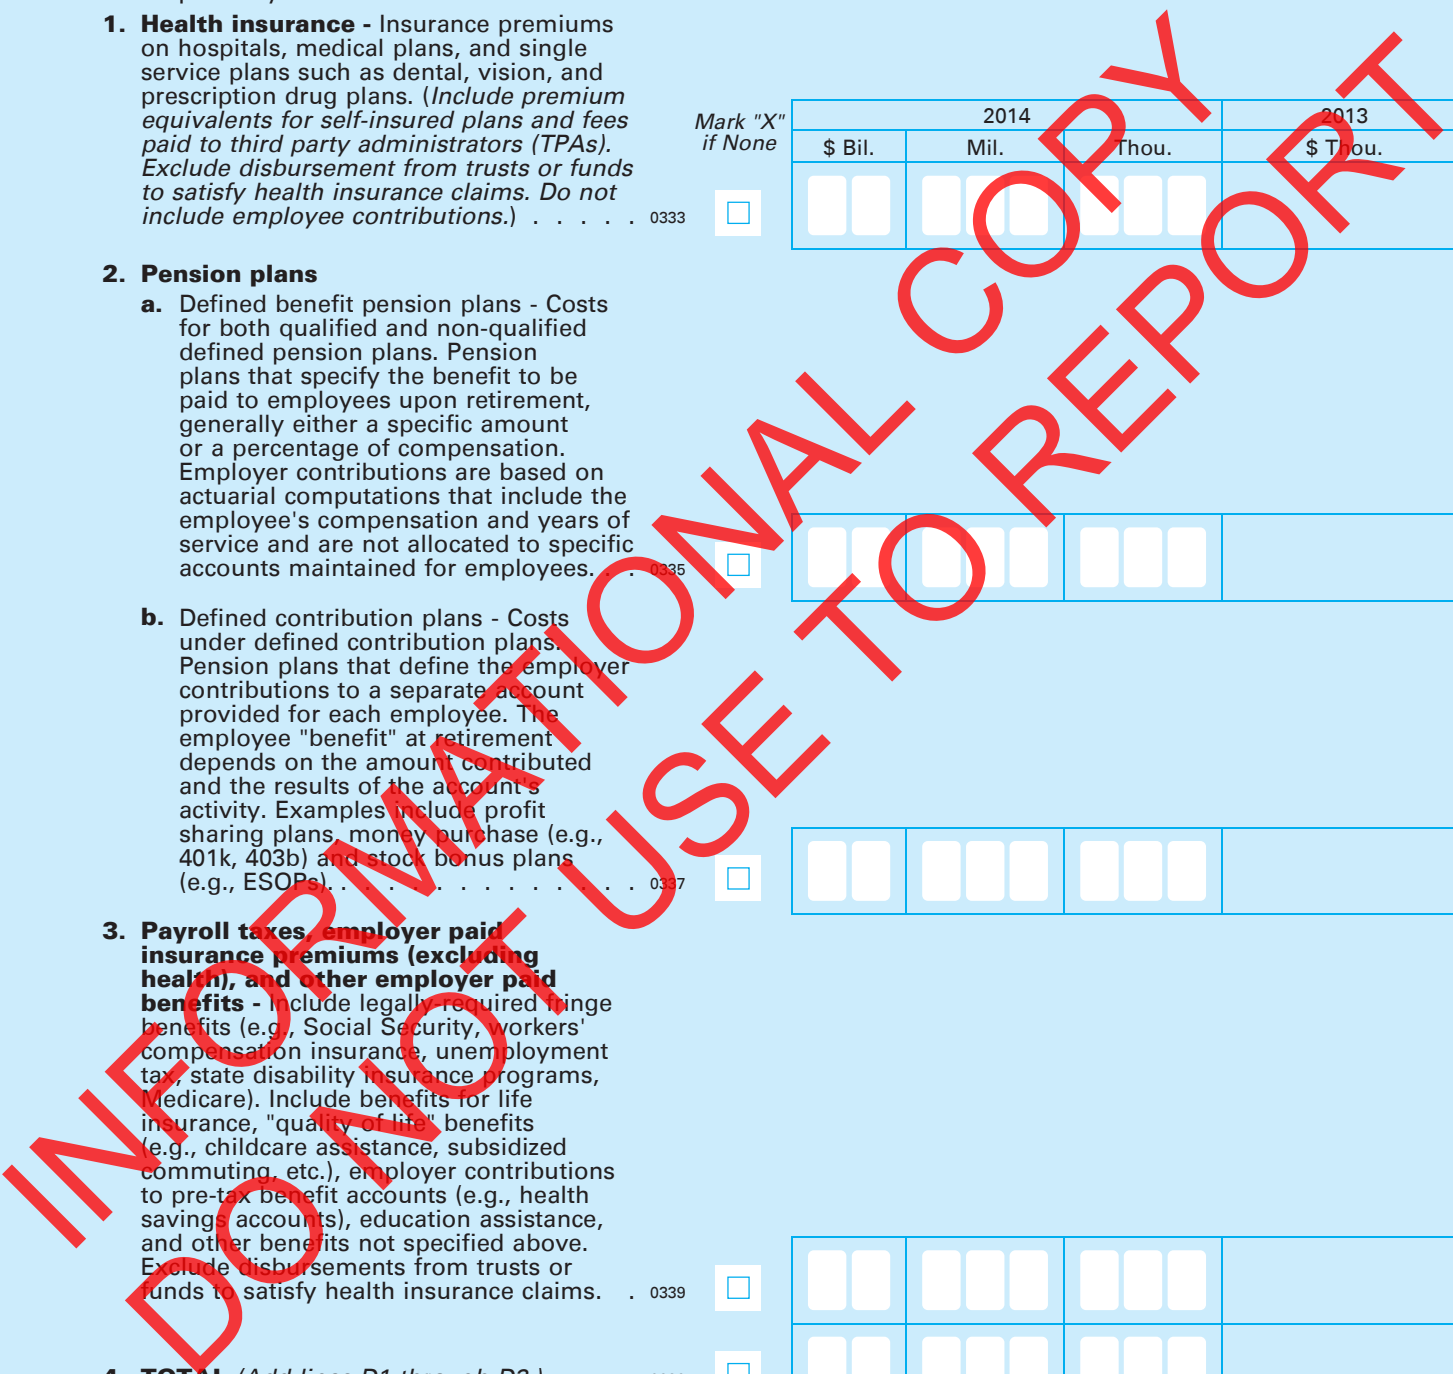 1. Health insurance - Insurance premiums
on hospitals, medical plans, and single
service plans such as dental, vision, and
prescription drug plans. (Include premium
equivalents for self-insured plans and fees
paid to third party administrators (TPAs).
Exclude disbursement from trusts or funds
to satisfy health insurance claims. Do not
include employee contributions.) . . . . . 0333
Mark "X"
if None
2014 2013
$ Bil. Mil. Thou. $ Thou.
2. Pension plans
a. Defined benefit pension plans - Costs
for both qualified and non-qualified
defined pension plans. Pension
plans that specify the benefit to be
paid to employees upon retirement,
generally either a specific amount
or a percentage of compensation.
Employer contributions are based on
actuarial computations that include the
employee's compensation and years of
service and are not allocated to specific
accounts maintained for employees. . . 0335
b. Defined contribution plans - Costs
under defined contribution plans.
Pension plans that define the employer
contributions to a separate account
provided for each employee. The
employee "benefit" at retirement
depends on the amount contributed
and the results of the account's
activity. Examples include profit
sharing plans, money purchase (e.g.,
401k, 403b) and stock bonus plans
(e.g., ESOPs). . . . . . . . . . . . . . 0337
3. Payroll taxes, employer paid
insurance premiums (excluding
health), and other employer paid
benefits - Include legally-required fringe
benefits (e.g., Social Security, workers'
compensation insurance, unemployment
tax, state disability insurance programs,
Medicare). Include benefits for life
insurance, "quality of life" benefits
(e.g., childcare assistance, subsidized
commuting, etc.), employer contributions
to pre-tax benefit accounts (e.g., health
savings accounts), education assistance,
and other benefits not specified above.
Exclude disbursements from trusts or
funds to satisfy health insurance claims. . 0339
4. TOTAL (Add lines D1 through D3.)
INFORMATIONAL COPY
DO NOT USE TO REPORT